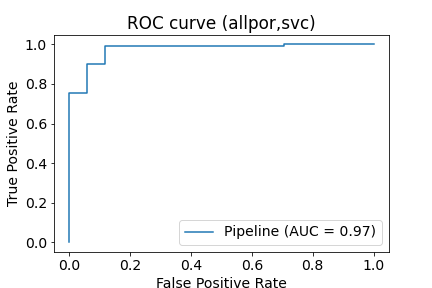 ROC curve (allpor,svc)
1.0
0.8
0.6
0.4
0.2
0.0
True Positive Rate
Pipeline (AUC = 0.97)
0.0 0.2 0.4 0.6 0.8 1.0
False Positive Rate